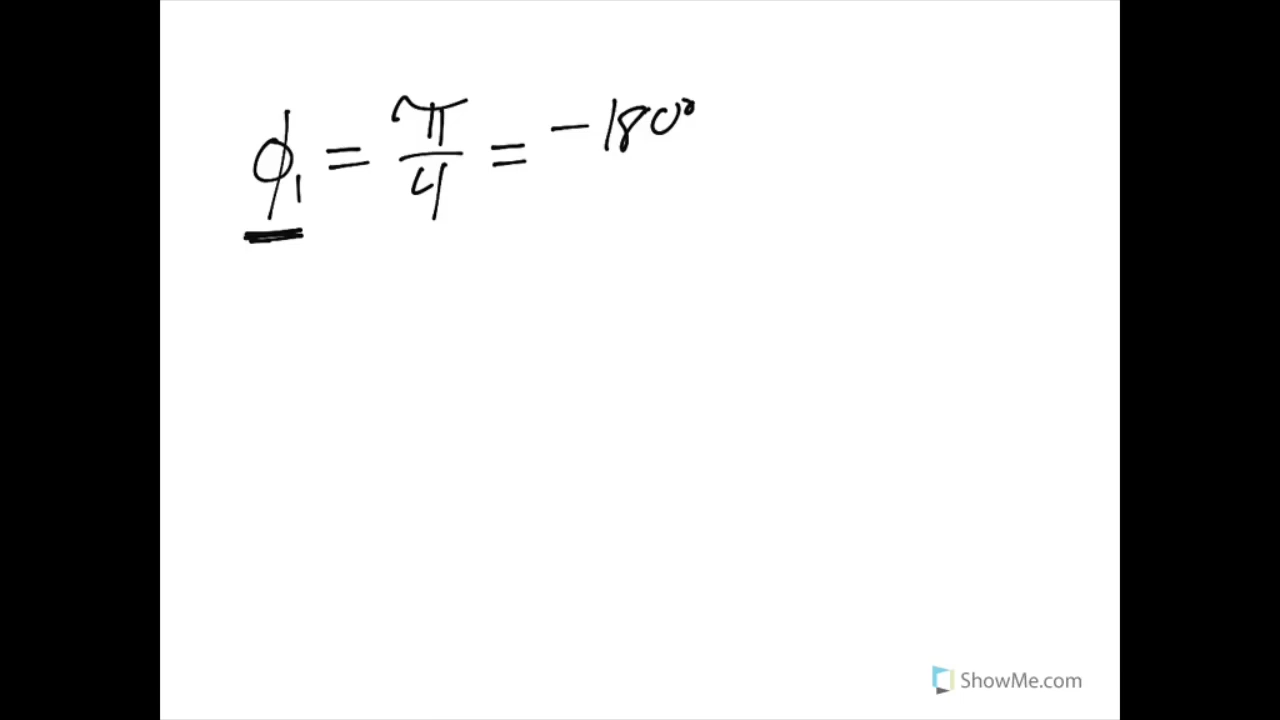 ϕ₁ = π/4 = -180°
ShowMe.com